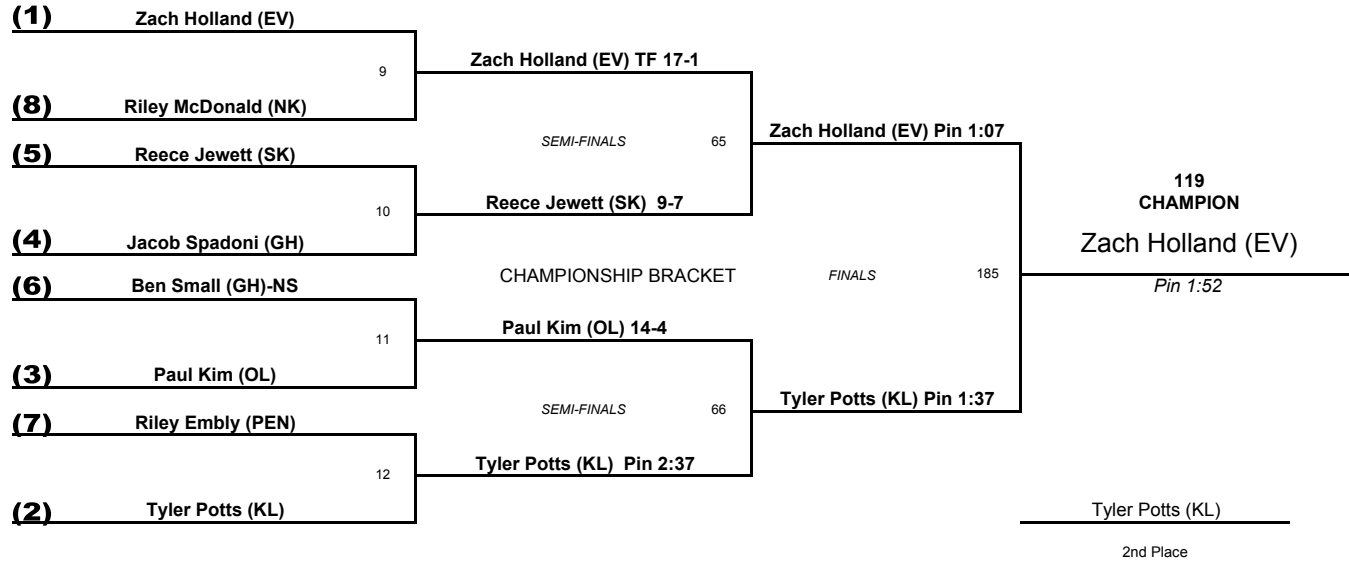 (1) Zach Holland (EV)
9
Zach Holland (EV) TF 17-1
(8) Riley McDonald (NK)
SEMI-FINALS 65
Zach Holland (EV) Pin 1:07
(5) Reece Jewett (SK)
10
Reece Jewett (SK) 9-7
(4) Jacob Spadoni (GH)
119
CHAMPION
Zach Holland (EV)
Pin 1:52
CHAMPIONSHIP BRACKET
FINALS 185
(6) Ben Small (GH)-NS
11
Paul Kim (OL) 14-4
(3) Paul Kim (OL)
SEMI-FINALS 66
Tyler Potts (KL) Pin 1:37
(7) Riley Embly (PEN)
12
Tyler Potts (KL) Pin 2:37
(2) Tyler Potts (KL)
Tyler Potts (KL)
2nd Place